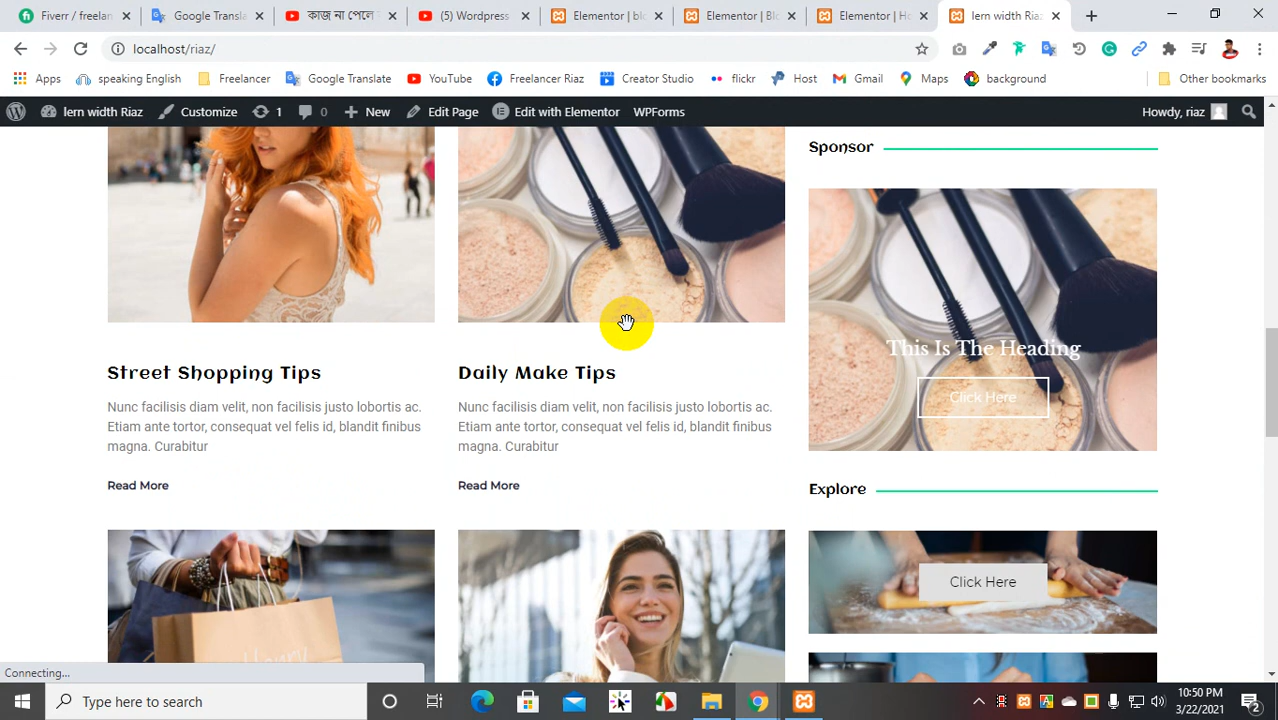 Fiverr / freelan
Google Transla
কাজ না পেলে
(5) Wordpress
Elementor | blo
Elementor | Blo
Elementor | Ho
lern width Riaz
localhost/riaz/
Apps
speaking English
Freelancer
Google Translate
YouTube
Freelancer Riaz
Creator Studio
flickr
Host
Gmail
Maps
background
Other bookmarks
lern width Riaz
Customize
1
0
New
Edit Page
Edit with Elementor
WPForms
Howdy, riaz
Sponsor
This Is The Heading
Click Here
Street Shopping Tips
Nunc facilisis diam velit, non facilisis justo lobortis ac.
Etiam ante tortor, consequat vel felis id, blandit finibus
magna. Curabitur
Read More
Daily Make Tips
Nunc facilisis diam velit, non facilisis justo lobortis ac.
Etiam ante tortor, consequat vel felis id, blandit finibus
magna. Curabitur
Read More
Explore
Click Here
Connecting...
Type here to search
10:50 PM
3/22/2021
2